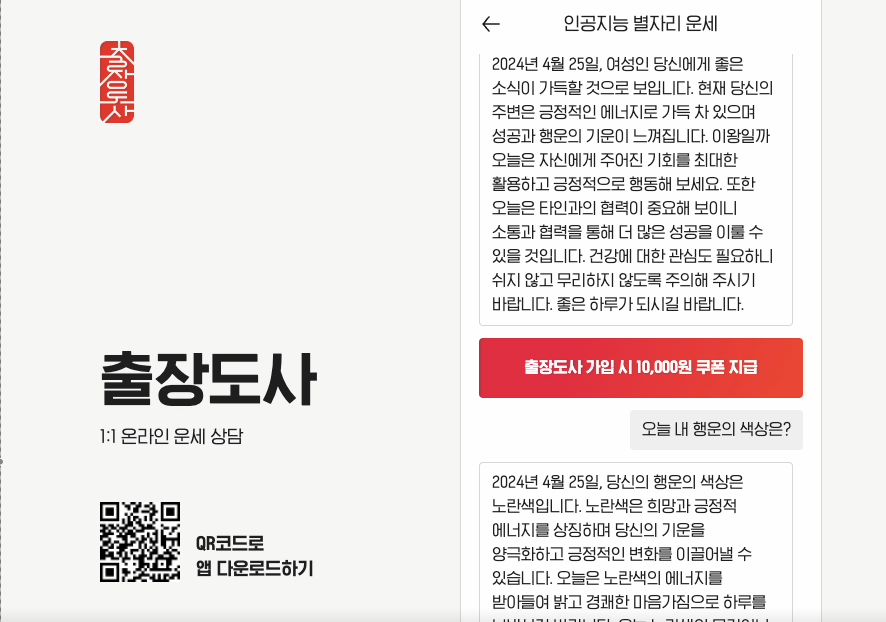 출장도사
출장도사
1:1 온라인 운세 상담
QR코드로
앱 다운로드하기
인공지능 별자리 운세
2024년 4월 25일, 여성인 당신에게 좋은
소식이 가득할 것으로 보입니다. 현재 당신의
주변은 긍정적인 에너지로 가득 차 있으며
성공과 행운의 기운이 느껴집니다. 이왕일까
오늘은 자신에게 주어진 기회를 최대한
활용하고 긍정적으로 행동해 보세요. 또한
오늘은 타인과의 협력이 중요해 보이니
소통과 협력을 통해 더 많은 성공을 이룰 수
있을 것입니다. 건강에 대한 관심도 필요하니
쉬지 않고 무리하지 않도록 주의해 주시기
바랍니다. 좋은 하루가 되시길 바랍니다.
출장도사 가입 시 10,000원 쿠폰 지급
오늘 내 행운의 색상은?
2024년 4월 25일, 당신의 행운의 색상은
노란색입니다. 노란색은 희망과 긍정적
에너지를 상징하며 당신의 기운을
양극화하고 긍정적인 변화를 이끌어낼 수
있습니다. 오늘은 노란색의 에너지를
받아들여 밝고 경쾌한 마음가짐으로 하루를